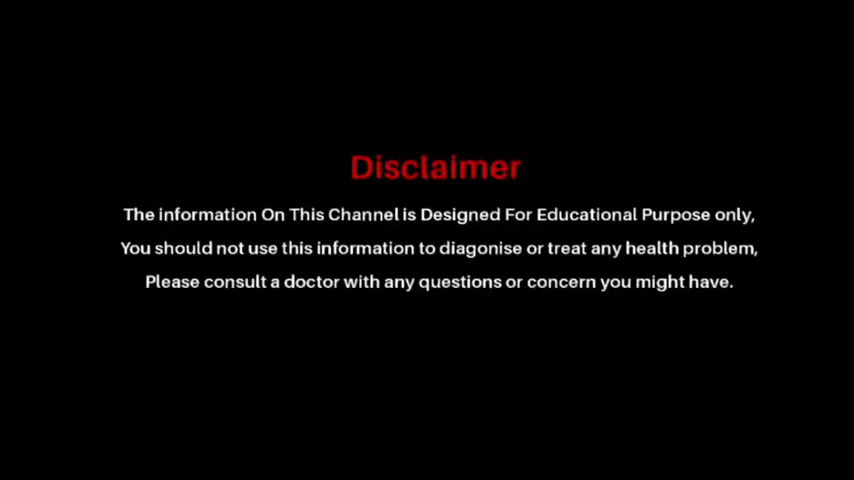 Disclaimer
The information On This Channel is Designed For Educational Purpose only,
You should not use this information to diagonise or treat any health problem,
Please consult a doctor with any questions or concern you might have.